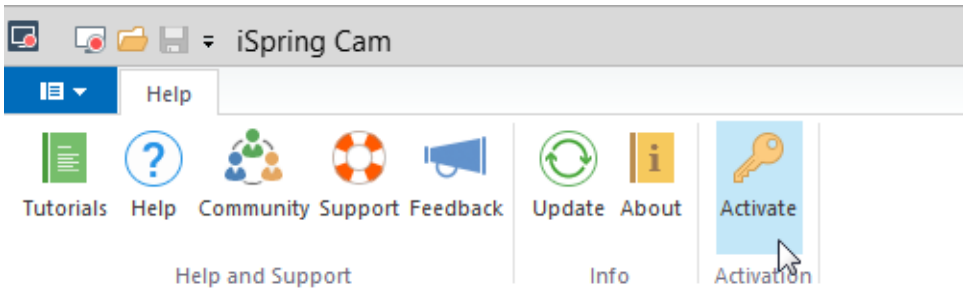 iSpring Cam
Help
Tutorials Help Community Support Feedback Update About Activate
Help and Support Info Activation